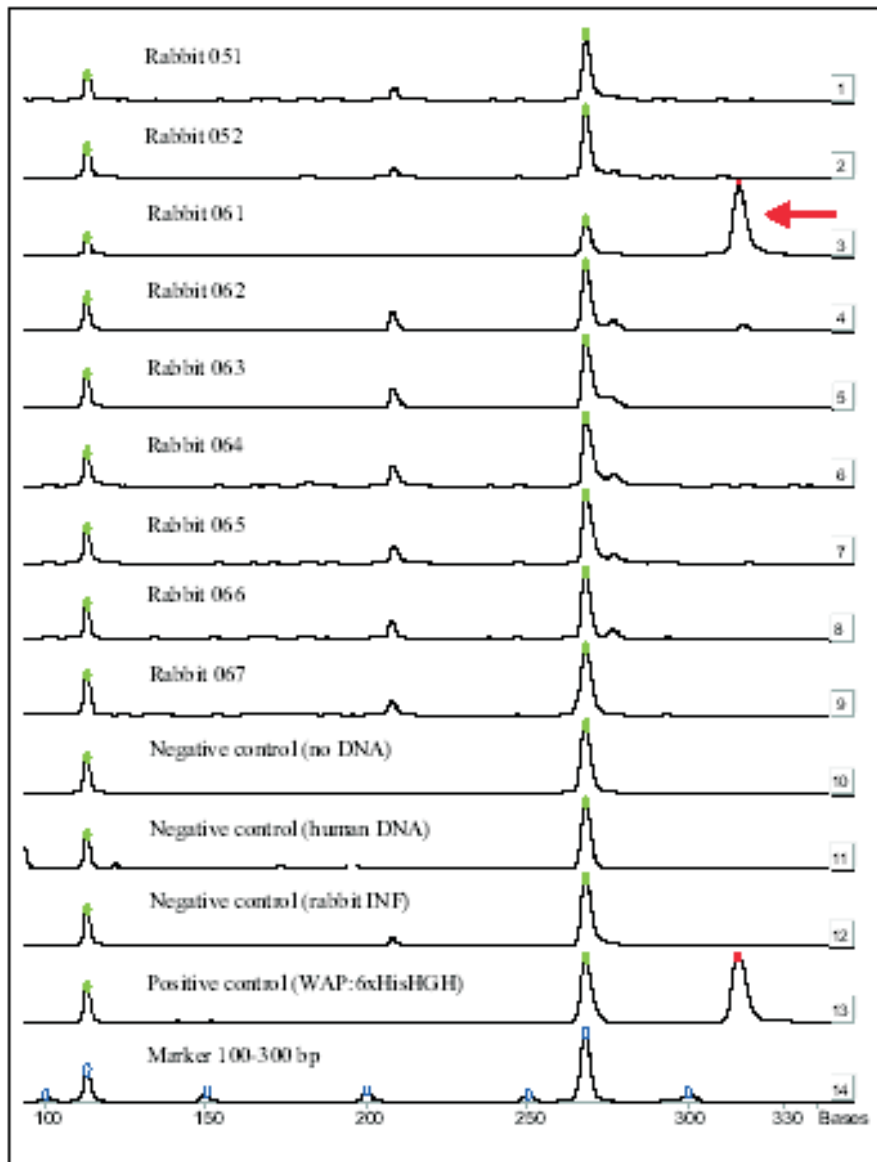 Rabbit 051
1
Rabbit 052
2
Rabbit 061
3
Rabbit 062
4
Rabbit 063
5
Rabbit 064
6
Rabbit 065
7
Rabbit 066
8
Rabbit 067
9
Negative control (no DNA)
10
Negative control (human DNA)
11
Negative control (rabbit INF)
12
Positive control (WAP:6xHisHGH)
13
Marker 100-300 bp
14
100 150 200 250 300 330 Bases